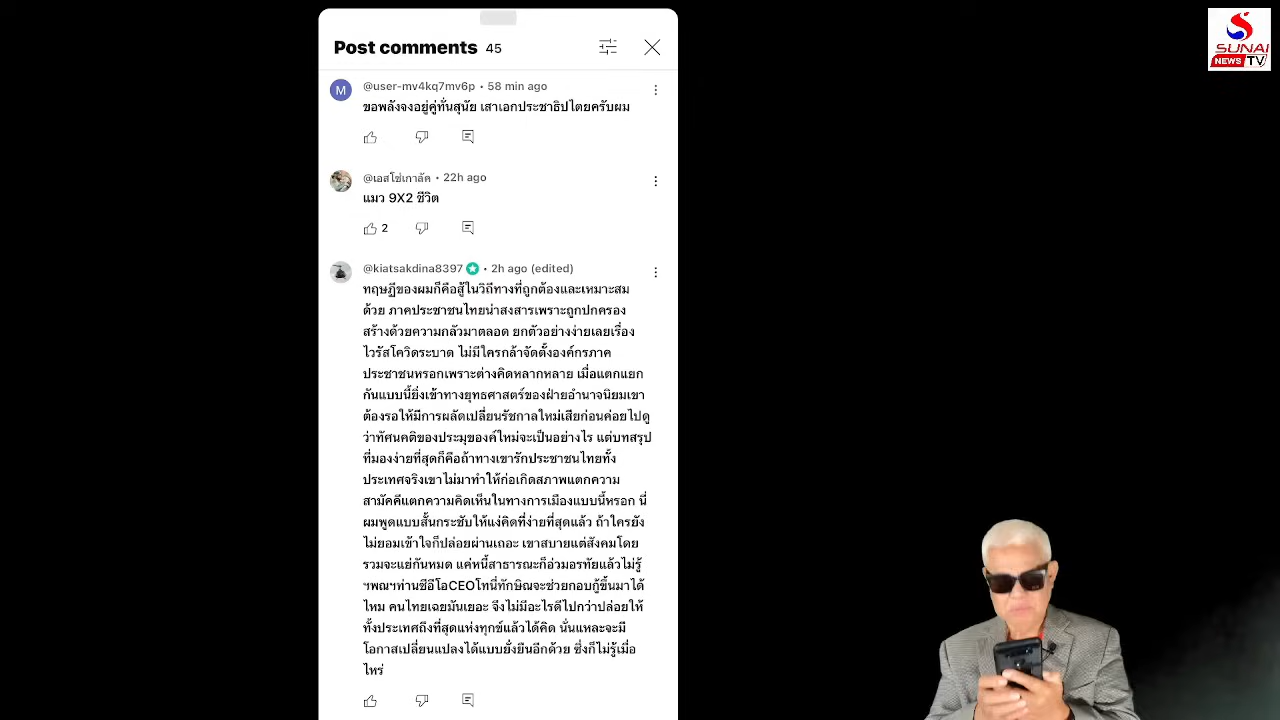 SUNAI
NEWS TV
Post comments 45
M
@user-mv4kq7mv6p • 58 min ago
ขอพลังจงอยู่คู่ทั่นสุนัย เสาเอกประชาธิปไตยครับผม
@เอสโซ่เกาลัค • 22h ago
แมว 9X2 ชีวิต
2
@kiatsakdina8397 • 2h ago (edited)
ทฤษฎีของผมก็คือสู้ในวิถีทางที่ถูกต้องและเหมาะสม
ด้วย ภาคประชาชนไทยน่าสงสารเพราะถูกปกครอง
สร้างด้วยความกลัวมาตลอด ยกตัวอย่างง่ายเลยเรื่อง
ไวรัสโควิดระบาด ไม่มีใครกล้าจัดตั้งองค์กรภาค
ประชาชนหรอกเพราะต่างคิดหลากหลาย เมื่อแตกแยก
กันแบบนี้ยิ่งเข้าทางยุทธศาสตร์ของฝ่ายอำนาจนิยมเขา
ต้องรอให้มีการผลัดเปลี่ยนรัชกาลใหม่เสียก่อนค่อยไปดู
ว่าทัศนคติของประมุของค์ใหม่จะเป็นอย่างไร แต่บทสรุป
ที่มองง่ายที่สุดก็คือถ้าทางเขารักประชาชนไทยทั้ง
ประเทศจริงเขาไม่มาทำให้ก่อเกิดสภาพแตกความ
สามัคคีแตกความคิดเห็นในทางการเมืองแบบนี้หรอก นี่
ผมพูดแบบสั้นกระชับให้แง่คิดที่ง่ายที่สุดแล้ว ถ้าใครยัง
ไม่ยอมเข้าใจก็ปล่อยผ่านเถอะ เขาสบายแต่สังคมโดย
รวมจะแย่กันหมด แค่หนี้สาธารณะก็อ่วมอรทัยแล้วไม่รู้
ฯพณฯท่านซีอีโอCEOโทนี่ทักษิณจะช่วยกอบกู้ขึ้นมาได้
ไหม คนไทยเฉยมันเยอะ จึงไม่มีอะไรดีไปกว่าปล่อยให้
ทั้งประเทศถึงที่สุดแห่งทุกข์แล้วได้คิด นั่นแหละจะมี
โอกาสเปลี่ยนแปลงได้แบบยั่งยืนอีกด้วย ซึ่งก็ไม่รู้เมื่อ
ไหร่